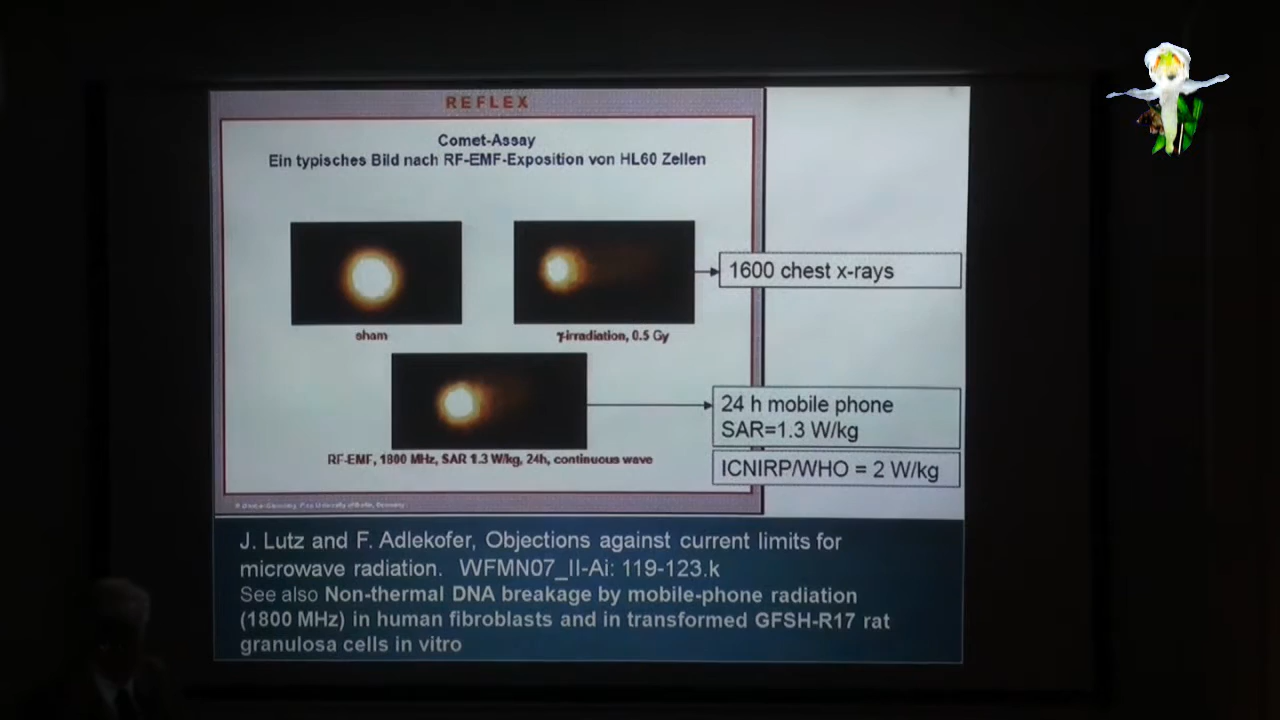 REFLEX
Comet-Assay
Ein typisches Bild nach RF-EMF-Exposition von HL60 Zellen
1600 chest x-rays
sham
γ-irradiation, 0.5 Gy
24 h mobile phone
SAR=1.3 W/kg
RF-EMF, 1800 MHz, SAR 1.3 W/kg, 24h, continuous wave
ICNIRP/WHO = 2 W/kg
J. Lutz and F. Adlekofer, Objections against current limits for
microwave radiation. WFMN07_II-Ai: 119-123.k
See also Non-thermal DNA breakage by mobile-phone radiation
(1800 MHz) in human fibroblasts and in transformed GFSH-R17 rat
granulosa cells in vitro